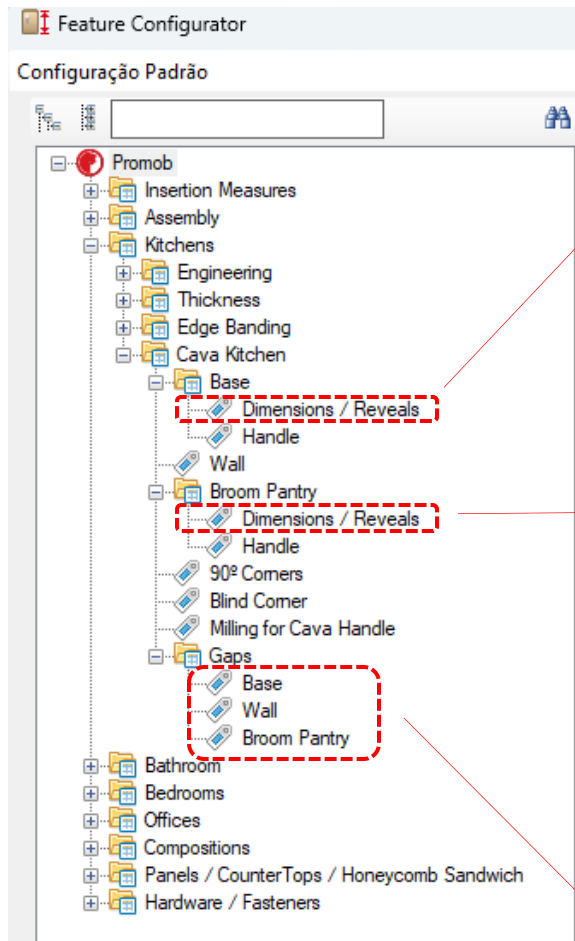 Feature Configurator
Configuração Padrão
Promob
Insertion Measures
Assembly
Kitchens
Engineering
Thickness
Edge Banding
Cava Kitchen
Base
Dimensions / Reveals
Handle
Wall
Broom Pantry
Dimensions / Reveals
Handle
90º Corners
Blind Corner
Milling for Cava Handle
Gaps
Base
Wall
Broom Pantry
Bathroom
Bedrooms
Offices
Compositions
Panels / CounterTops / Honeycomb Sandwich
Hardware / Fasteners